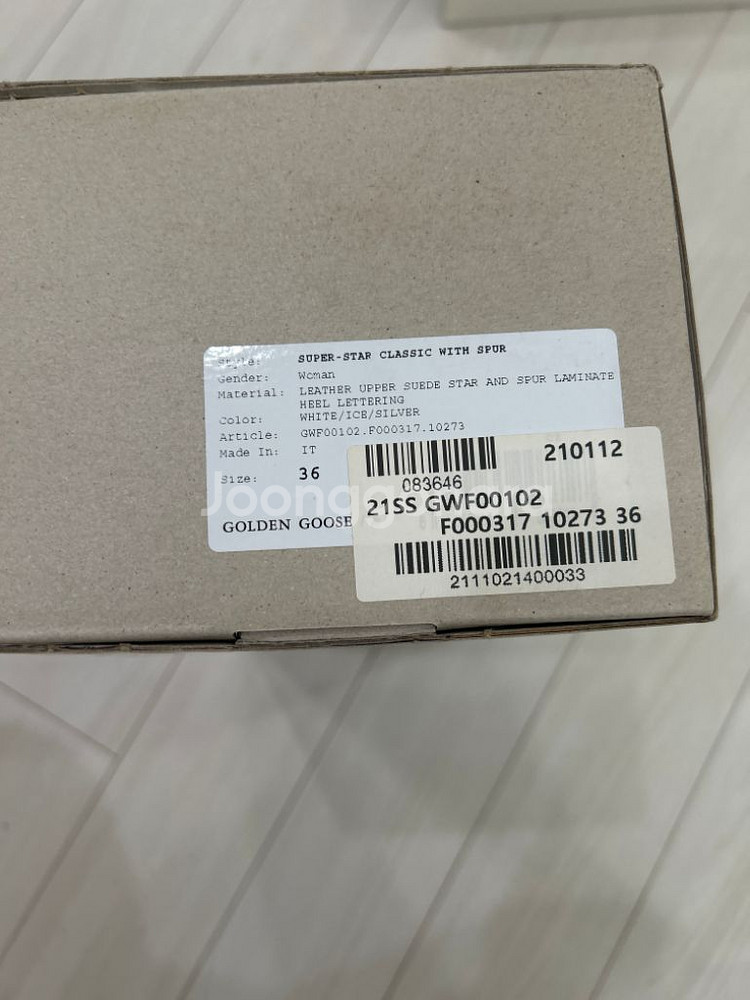 Style: SUPER-STAR CLASSIC WITH SPUR
Gender: Woman
Material: LEATHER UPPER SUEDE STAR AND SPUR LAMINATE
HEEL LETTERING
Color: WHITE/ICE/SILVER
Article: GWF00102.F000317.10273
Made In: IT
Size: 36
GOLDEN GOOSE
210112
083646
21SS GWF00102
F000317 10273 36
2111021400033